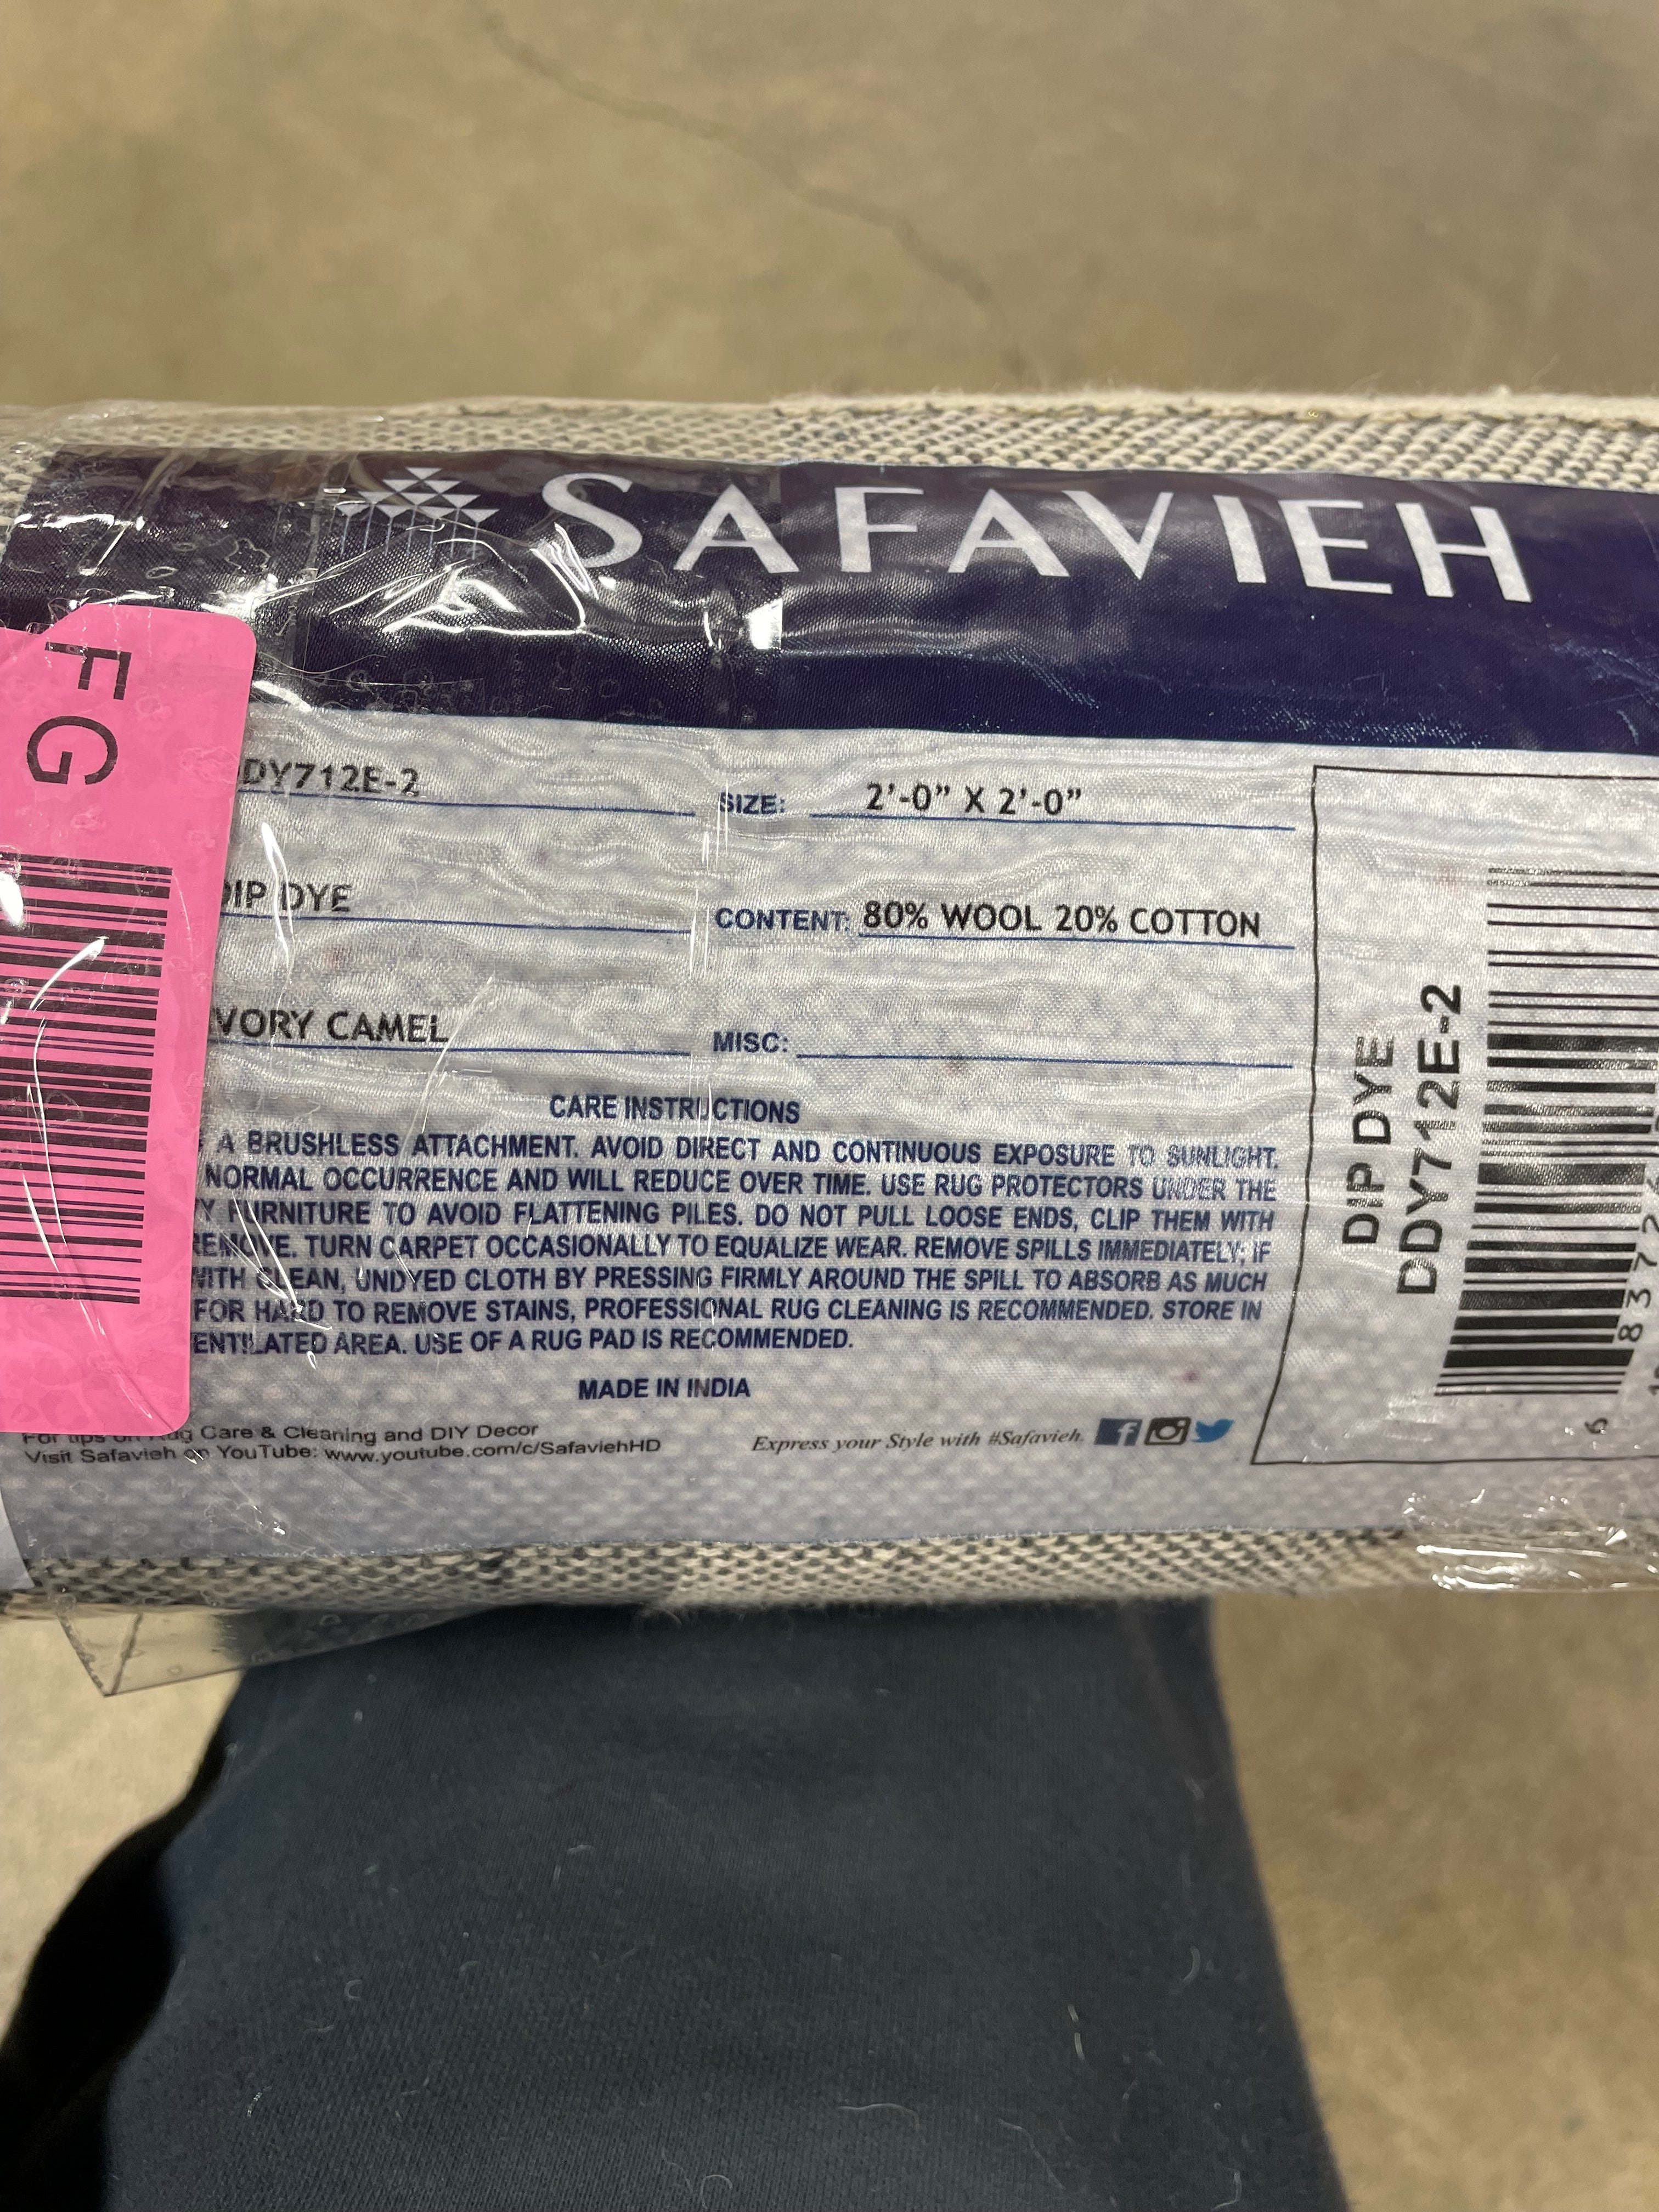 SAFAVIEH
FG
DY712E-2
SIZE: 2'-0" X 2'-0"
DIP DYE
CONTENT: 80% WOOL 20% COTTON
VORY CAMEL
MISC:
CARE INSTRUCTIONS
A BRUSHLESS ATTACHMENT. AVOID DIRECT AND CONTINUOUS EXPOSURE TO SUNLIGHT.
NORMAL OCCURRENCE AND WILL REDUCE OVER TIME. USE RUG PROTECTORS UNDER THE
Y FURNITURE TO AVOID FLATTENING PILES. DO NOT PULL LOOSE ENDS, CLIP THEM WITH
REMOVE. TURN CARPET OCCASIONALLY TO EQUALIZE WEAR. REMOVE SPILLS IMMEDIATELY; IF
WITH CLEAN, UNDYED CLOTH BY PRESSING FIRMLY AROUND THE SPILL TO ABSORB AS MUCH
FOR HARD TO REMOVE STAINS, PROFESSIONAL RUG CLEANING IS RECOMMENDED. STORE IN
ENTILATED AREA. USE OF A RUG PAD IS RECOMMENDED.
MADE IN INDIA
For tips on Rug Care & Cleaning and DIY Decor
Visit Safavieh on YouTube: www.youtube.com/c/SafaviehHD
Express your Style with #Safavieh.
DIP DYE
DDY712E-2